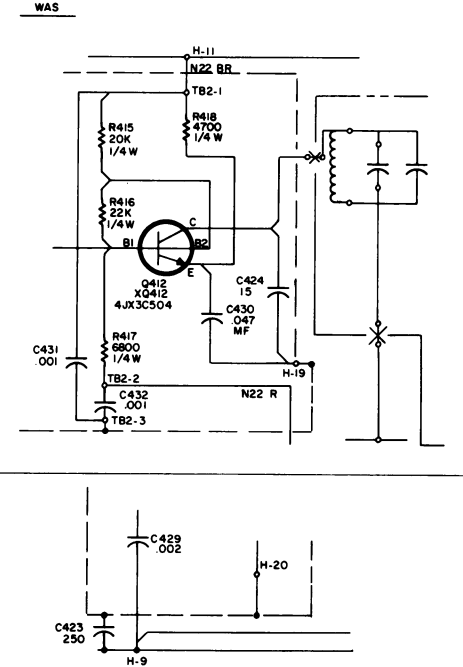 WAS
H-11
N22 BR
TB2-1
R418
4700
1/4 W
R415
20K
1/4 W
R416
22K
1/4 W
C
B1
B2
E
Q412
XQ412
4JX3C504
C424
15
C430
.047
MF
R417
6800
1/4 W
C431
.001
H-19
TB2-2
N22 R
C432
.001
TB2-3
C429
.002
H-20
C423
250
H-9